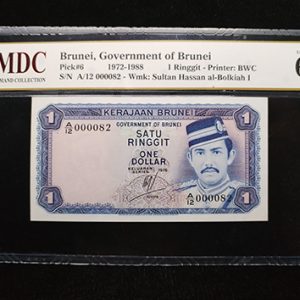 MDC
Brunei, Government of Brunei
Pick#6 1972-1988 1 Ringgit - Printer: BWC
S/N A/12 000082 - Wmk: Sultan Hassan al-Bolkiah I
KERAJAAN BRUNEI
GOVERNMENT OF BRUNEI
1 A/12 000082 1
SATU
RINGGIT
ONE
DOLLAR
A/12 000082
1 1